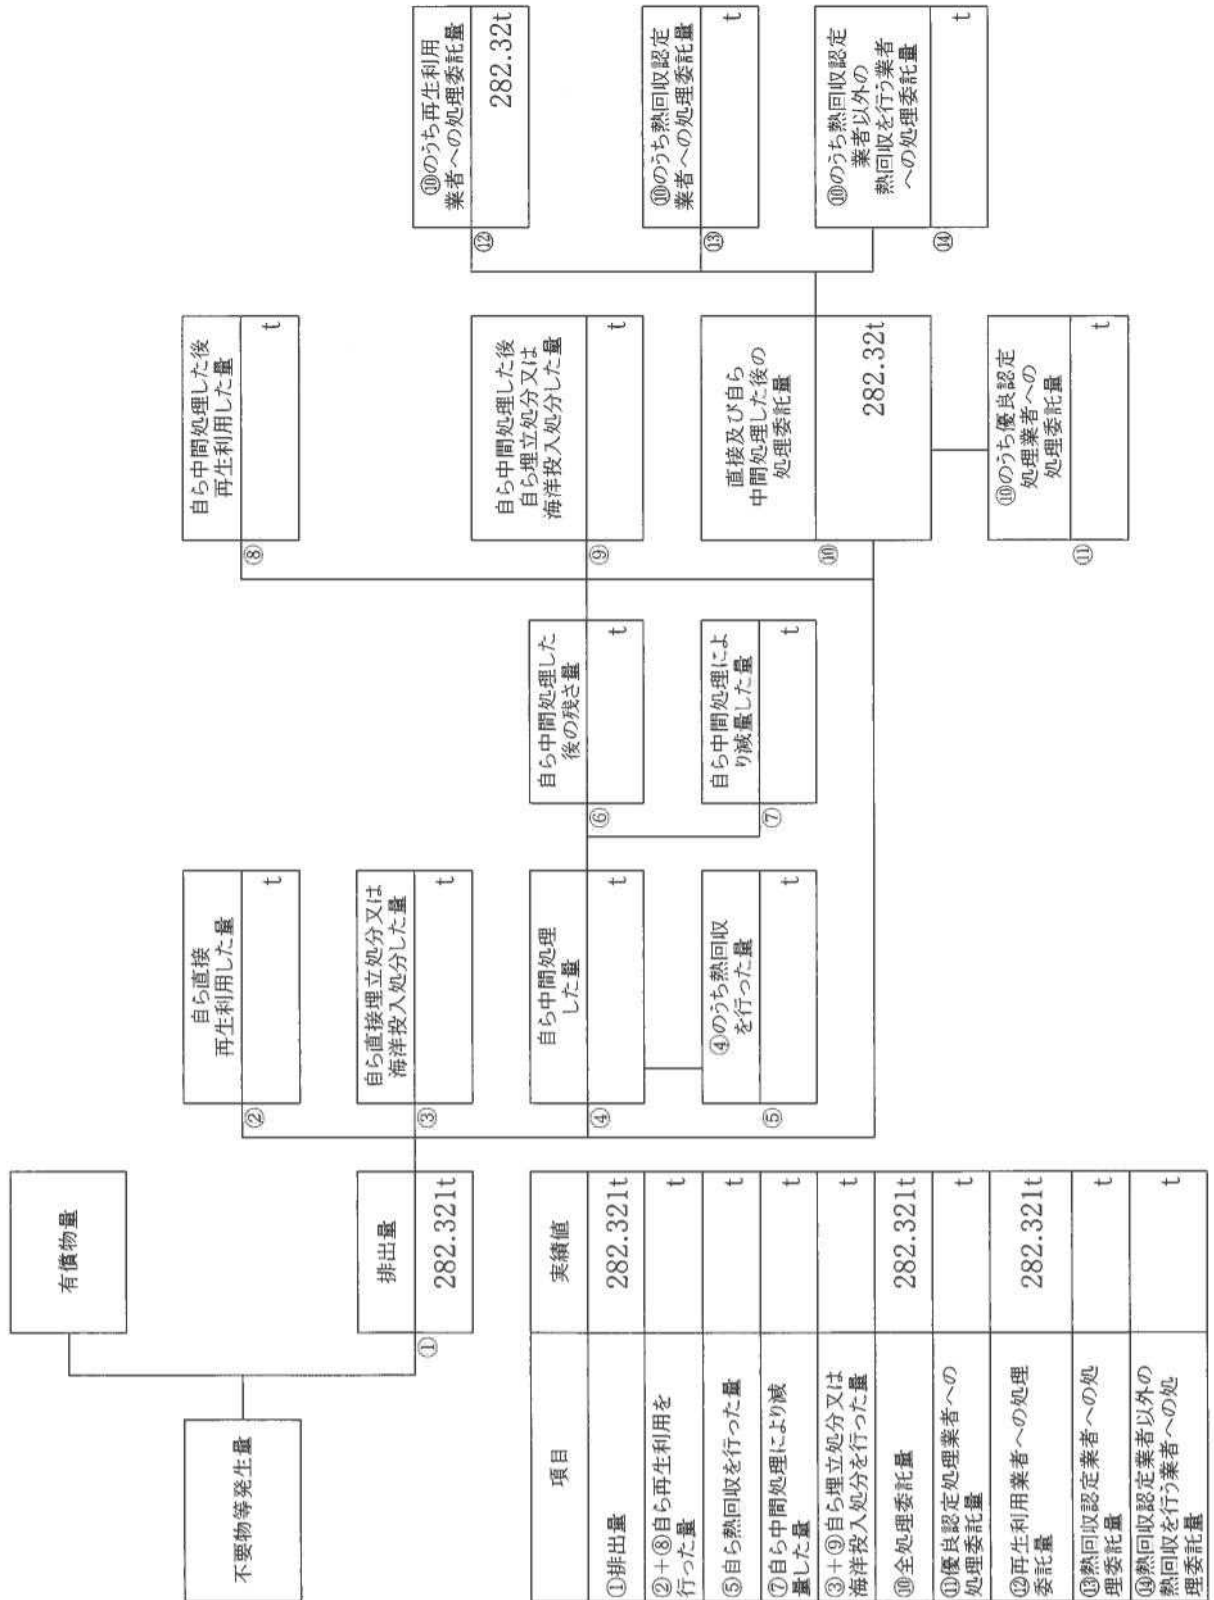 不要物等発生量
有償物量
①
排出量
282.321t
②
自ら直接
再生利用した量
t
③
自ら直接埋立処分又は
海洋投入処分した量
t
④
自ら中間処理
した量
t
⑤
④のうち熱回収
を行った量
t
⑥
自ら中間処理した
後の残さ量
t
⑦
自ら中間処理によ
り減量した量
t
⑧
自ら中間処理した後
再生利用した量
t
⑨
自ら中間処理した後
自ら埋立処分又は
海洋投入処分した量
t
⑩
直接及び自ら
中間処理した後の
処理委託量
282.32t
⑪
⑩のうち優良認定
処理業者への
処理委託量
t
⑫
⑩のうち再生利用
業者への処理委託量
282.32t
⑬
⑩のうち熱回収認定
業者への処理委託量
t
⑭
⑩のうち熱回収認定
業者以外の
熱回収を行う業者
への処理委託量
t
項目 実績値
①排出量 282.321t
②+⑧自ら再生利用を
行った量
t
⑤自ら熱回収を行った量 t
⑦自ら中間処理により減
量した量
t
③+⑨自ら埋立処分又は
海洋投入処分を行った量
t
⑩全処理委託量 282.321t
⑪優良認定処理業者への
処理委託量
t
⑫再生利用業者への処理
委託量
282.321t
⑬熱回収認定業者への処
理委託量
t
⑭熱回収認定業者以外の
熱回収を行う業者への処
理委託量
t